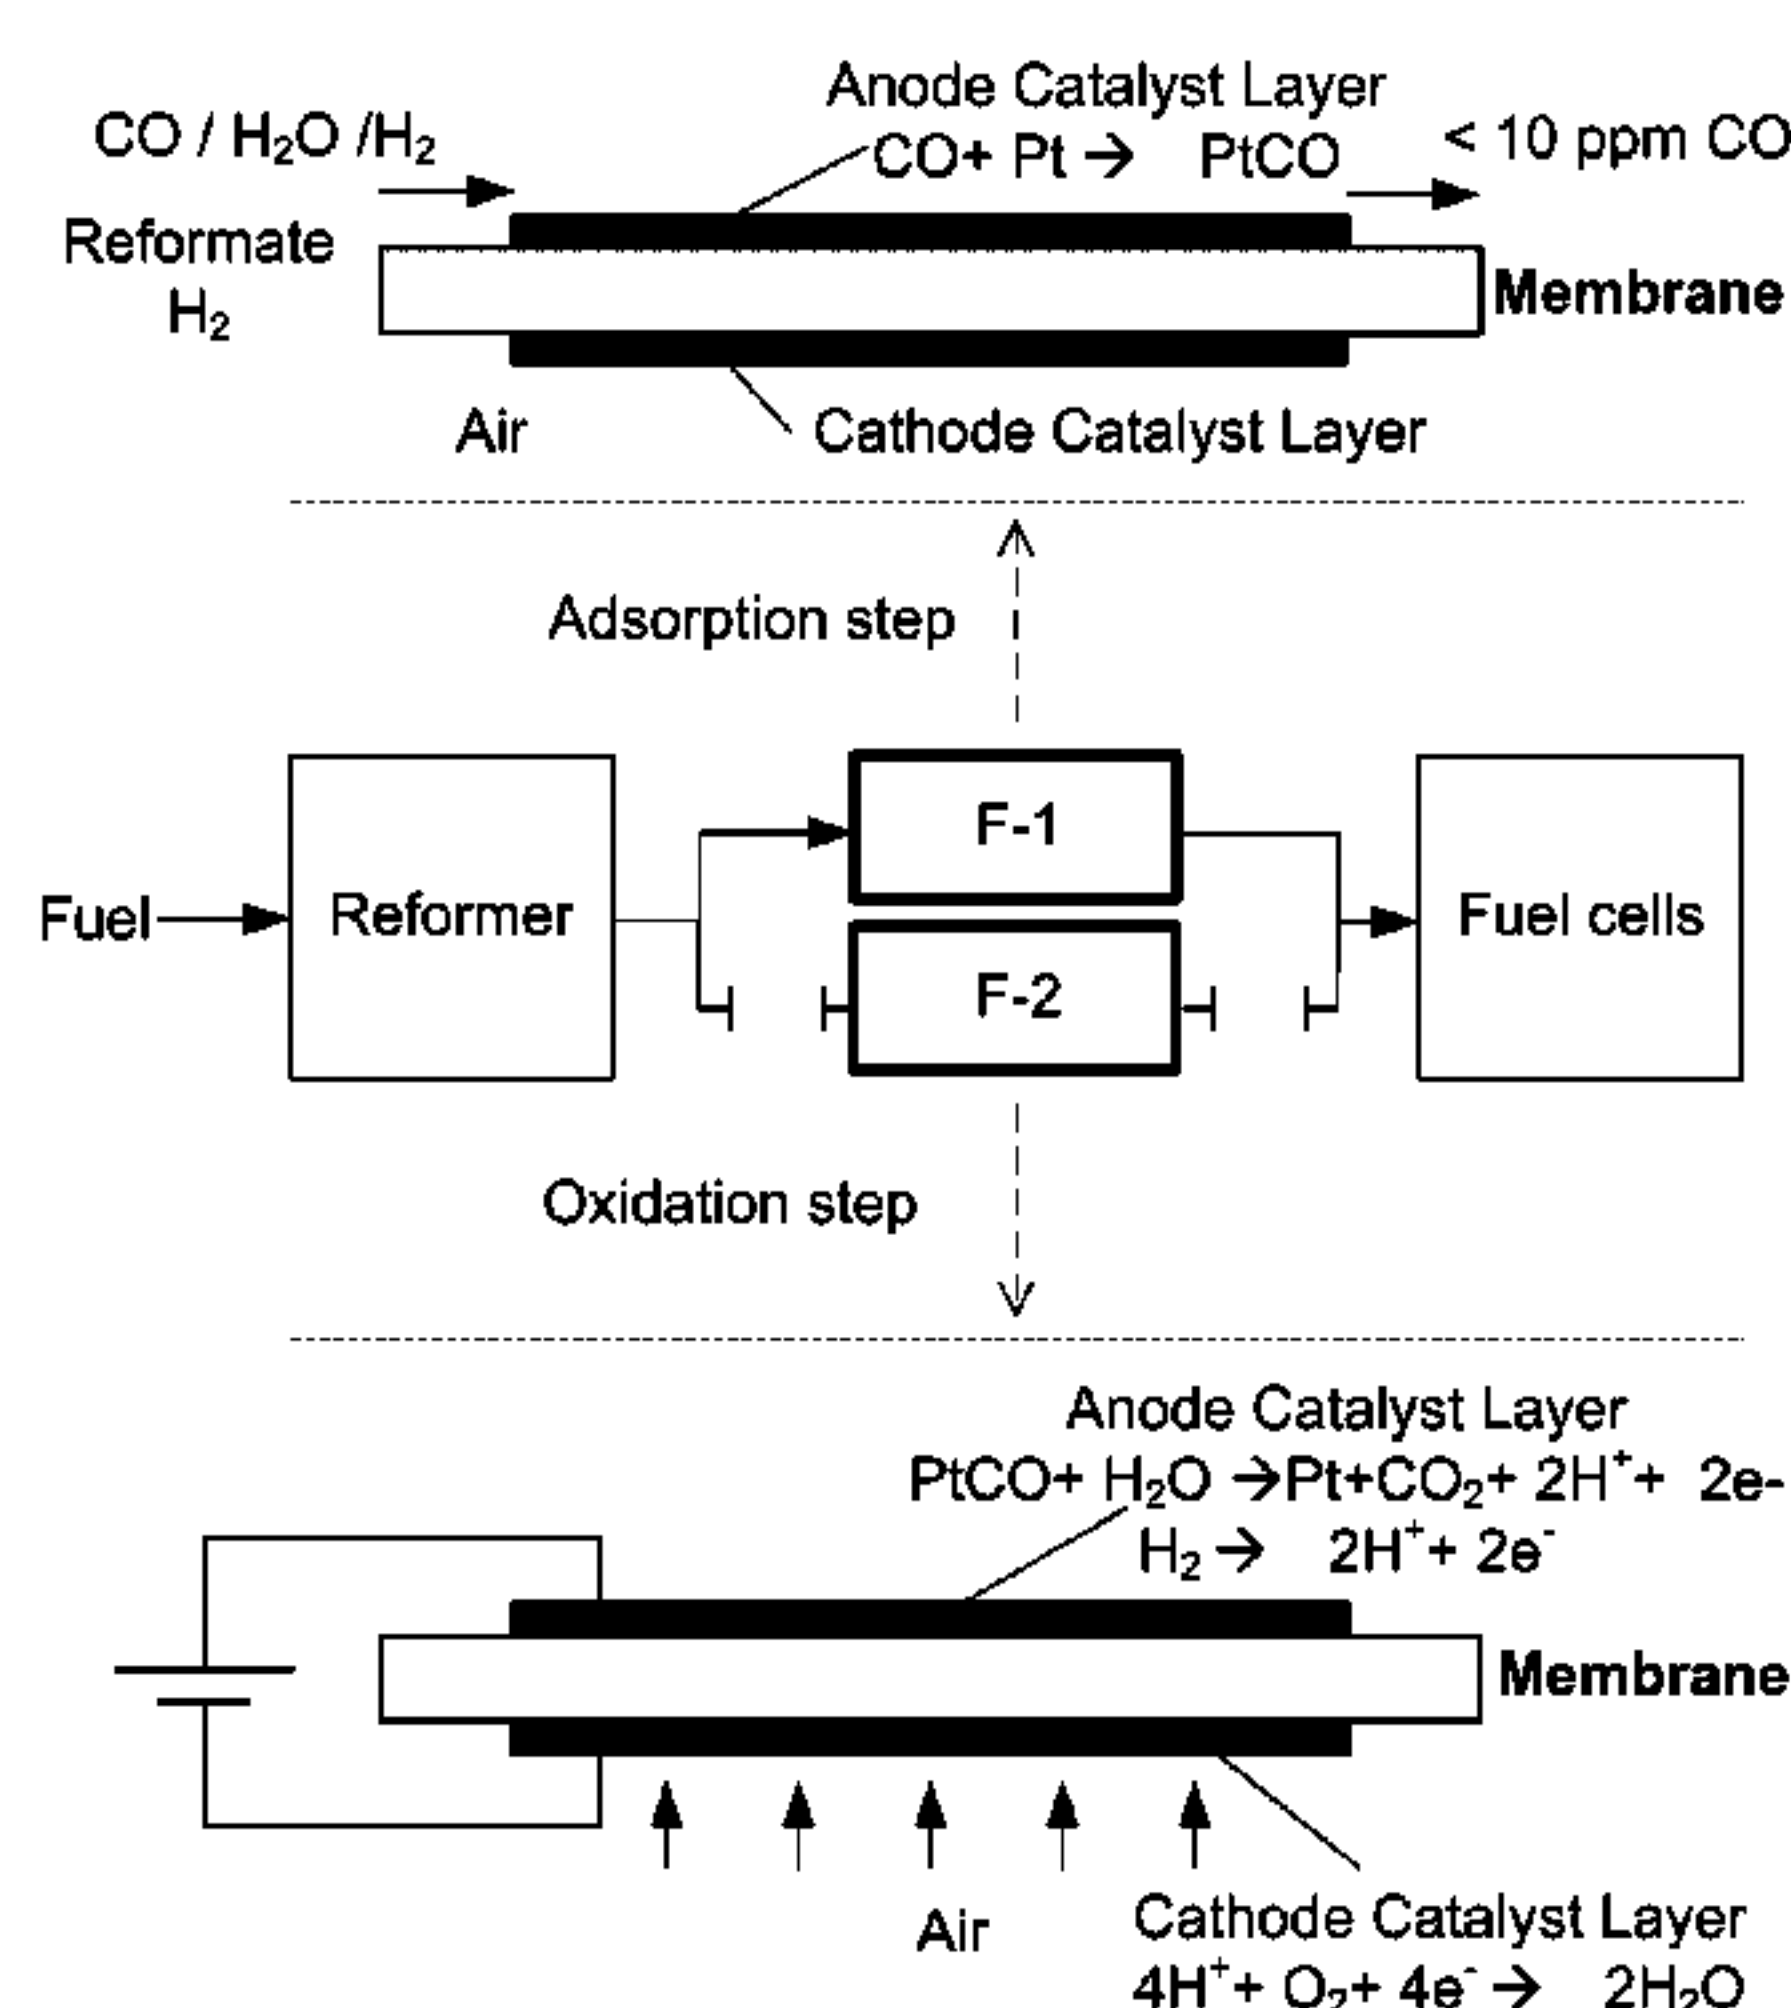 Anode Catalyst Layer
CO / H₂O /H₂
CO+ Pt → PtCO
< 10 ppm CO
Reformate
H₂
Membrane
Air
Cathode Catalyst Layer
Adsorption step
F-1
Fuel
Reformer
Fuel cells
F-2
Oxidation step
Anode Catalyst Layer
PtCO+ H₂O →Pt+CO₂+ 2H⁺+ 2e-
H₂ → 2H⁺+ 2e⁻
Membrane
Air
Cathode Catalyst Layer
4H⁺+ O₂+ 4e⁻ → 2H₂O